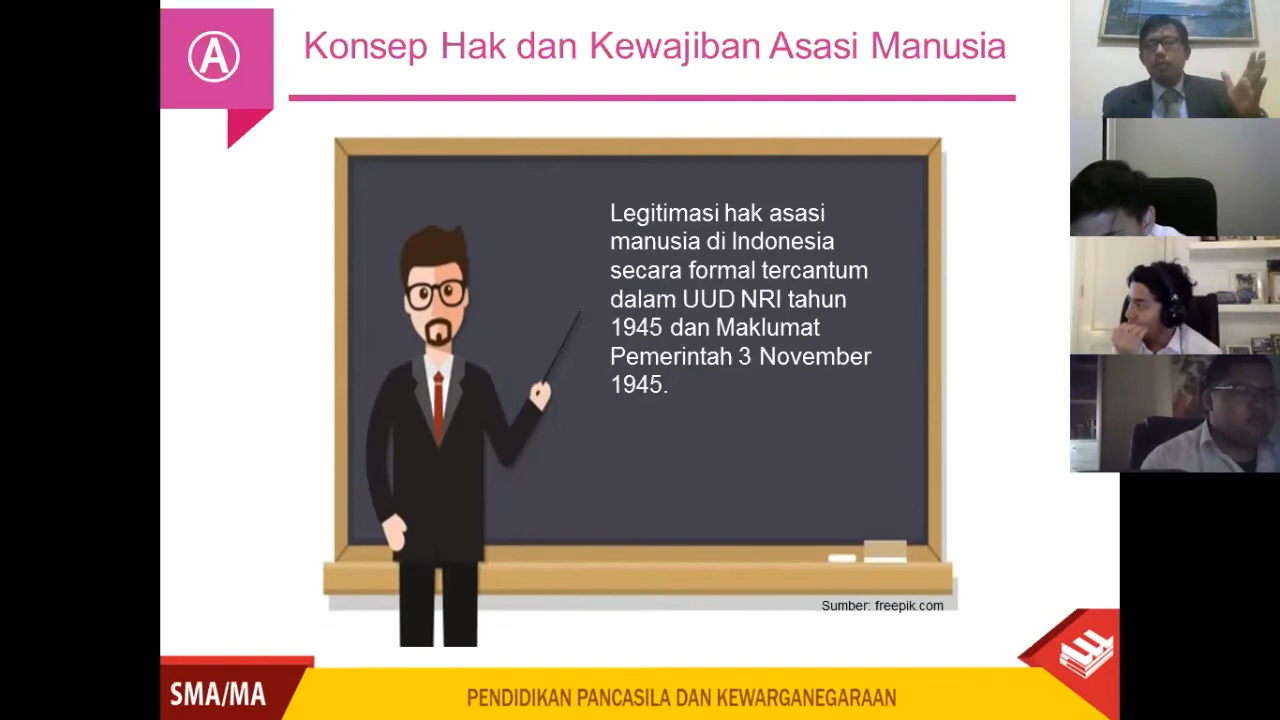 A
Konsep Hak dan Kewajiban Asasi Manusia
Legitimasi hak asasi
manusia di Indonesia
secara formal tercantum
dalam UUD NRI tahun
1945 dan Maklumat
Pemerintah 3 November
1945.
Sumber: freepik.com
SMA/MA
PENDIDIKAN PANCASILA DAN KEWARGANEGARAAN